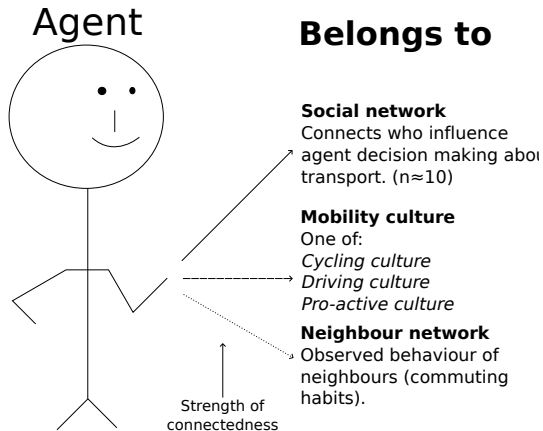 Agent
Belongs to
Social network
Connects who influence
agent decision making abou
transport. (n≈10)
Mobility culture
One of:
Cycling culture
Driving culture
Pro-active culture
Neighbour network
Observed behaviour of
neighbours (commuting
habits).
Strength of
connectedness